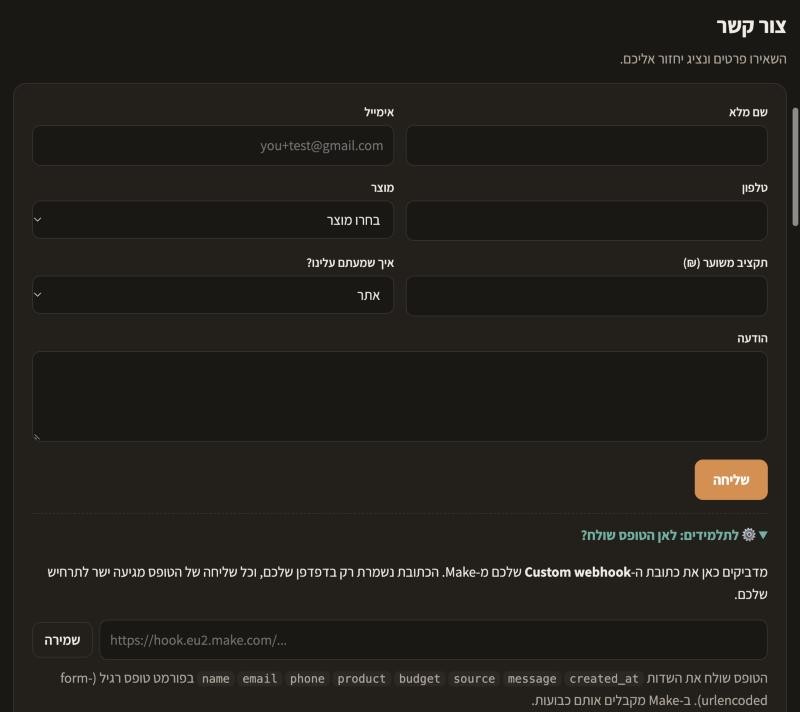 צור קשר
השאירו פרטים ונציג יחזור אליכם.
שם מלא
אימייל
you+test@gmail.com
טלפון
מוצר
בחרו מוצר
תקציב משוער (₪)
איך שמעתם עלינו?
אתר
הודעה
שליחה
▼ ⚙️ לתלמידים: לאן הטופס שולח?
מדביקים כאן את כתובת ה-Custom webhook שלכם מ-Make. הכתובת נשמרת רק בדפדפן שלכם, וכל שליחה של הטופס מגיעה ישר לתרחיש
שלכם.
https://hook.eu2.make.com/...
שמירה
הטופס שולח את השדות name email phone product budget source message created_at בפורמט טופס רגיל (form-
urlencoded). ב-Make מקבלים אותם כבועות.